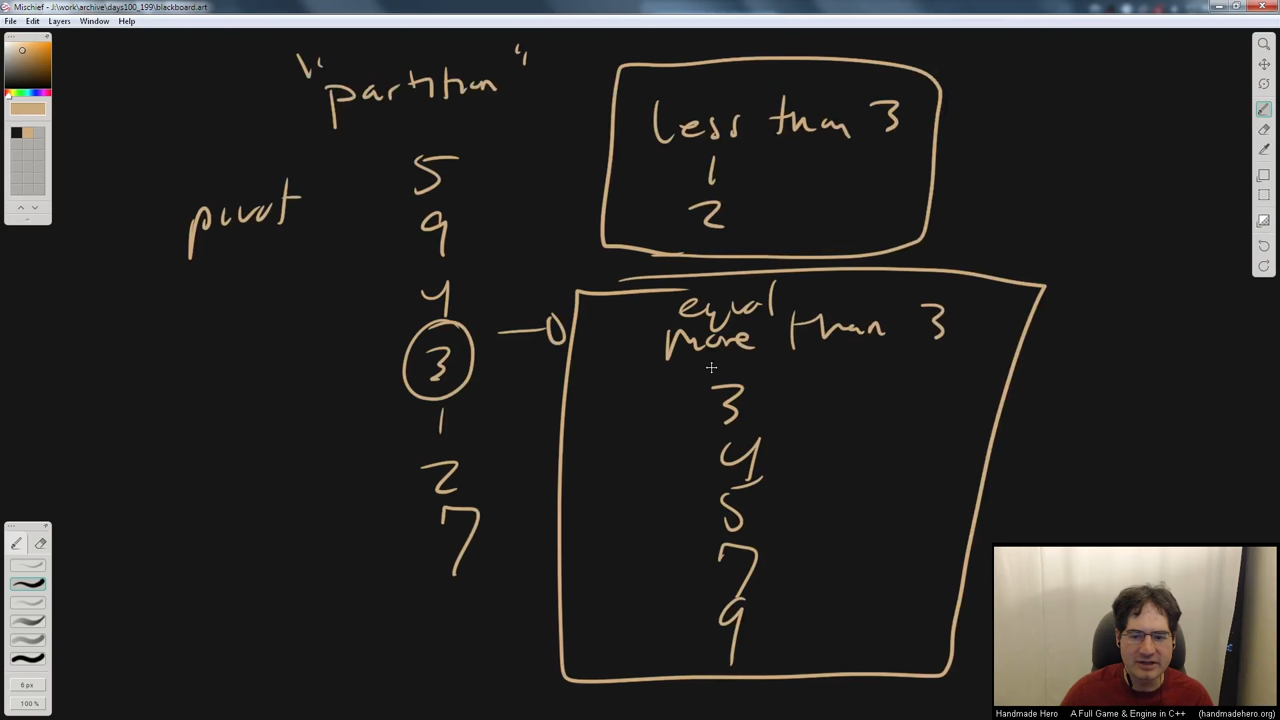 Mischief - J:\work\archive\days100_199\blackboard.art
File Edit Layers Window Help
"partition"
pivot
5
9
4
3
1
2
7
less than 3
1
2
equal
more than 3
3
4
5
7
9
6 px
100 %
Handmade Hero A Full Game & Engine in C++ (handmadehero.org)